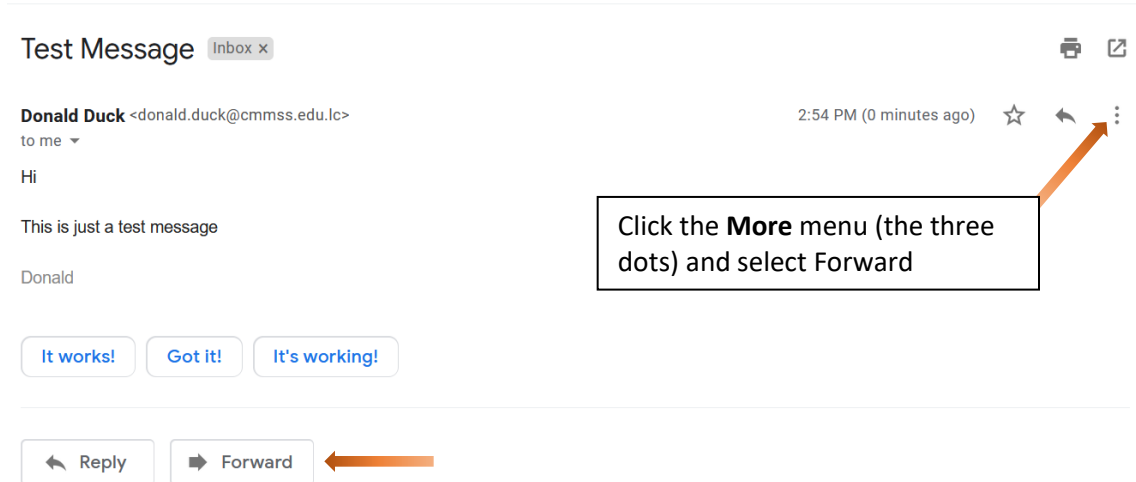 Test Message Inbox x
Donald Duck <donald.duck@cmmss.edu.lc> 2:54 PM (0 minutes ago)
to me
Hi
This is just a test message
Donald
Click the More menu (the three
dots) and select Forward
It works! Got it! It's working!
Reply Forward